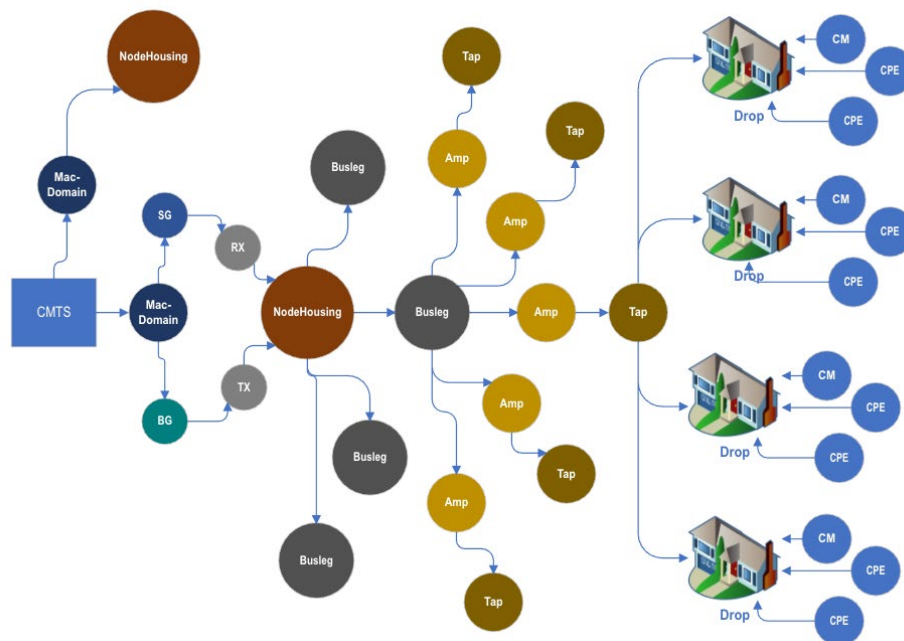 NodeHousing
CM
Tap
CPE
Drop
CPE
Tap
Amp
Busleg
Mac-
Domain
CM
SG
Amp
CPE
RX
Drop
CPE
CMTS
Mac-
Domain
NodeHousing
Busleg
Amp
Tap
CM
TX
Amp
CPE
BG
Drop
CPE
Busleg
Tap
Amp
CM
Busleg
CPE
Tap
Drop
CPE